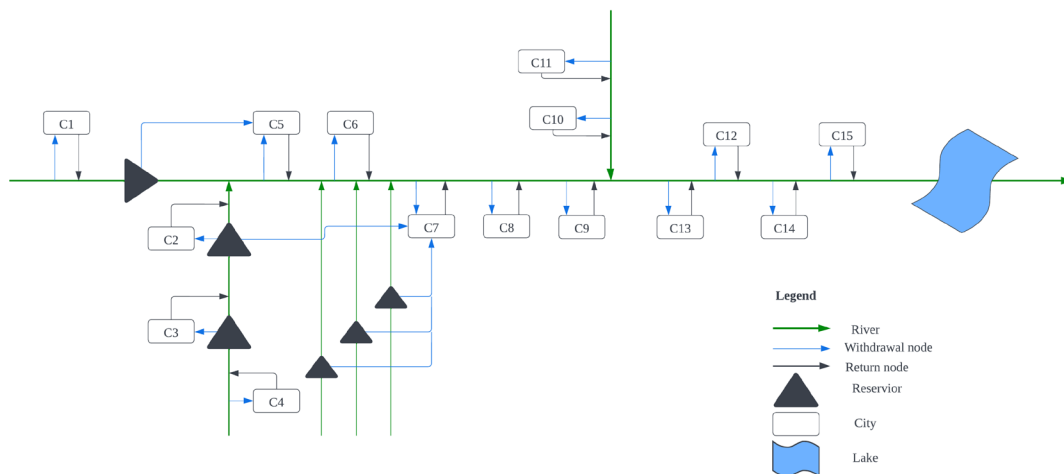 C11
C10
C1
C5
C6
C12
C15
C2
C7
C8
C9
C13
C14
C3
C4
Legend
River
Withdrawal node
Return node
Reservior
City
Lake